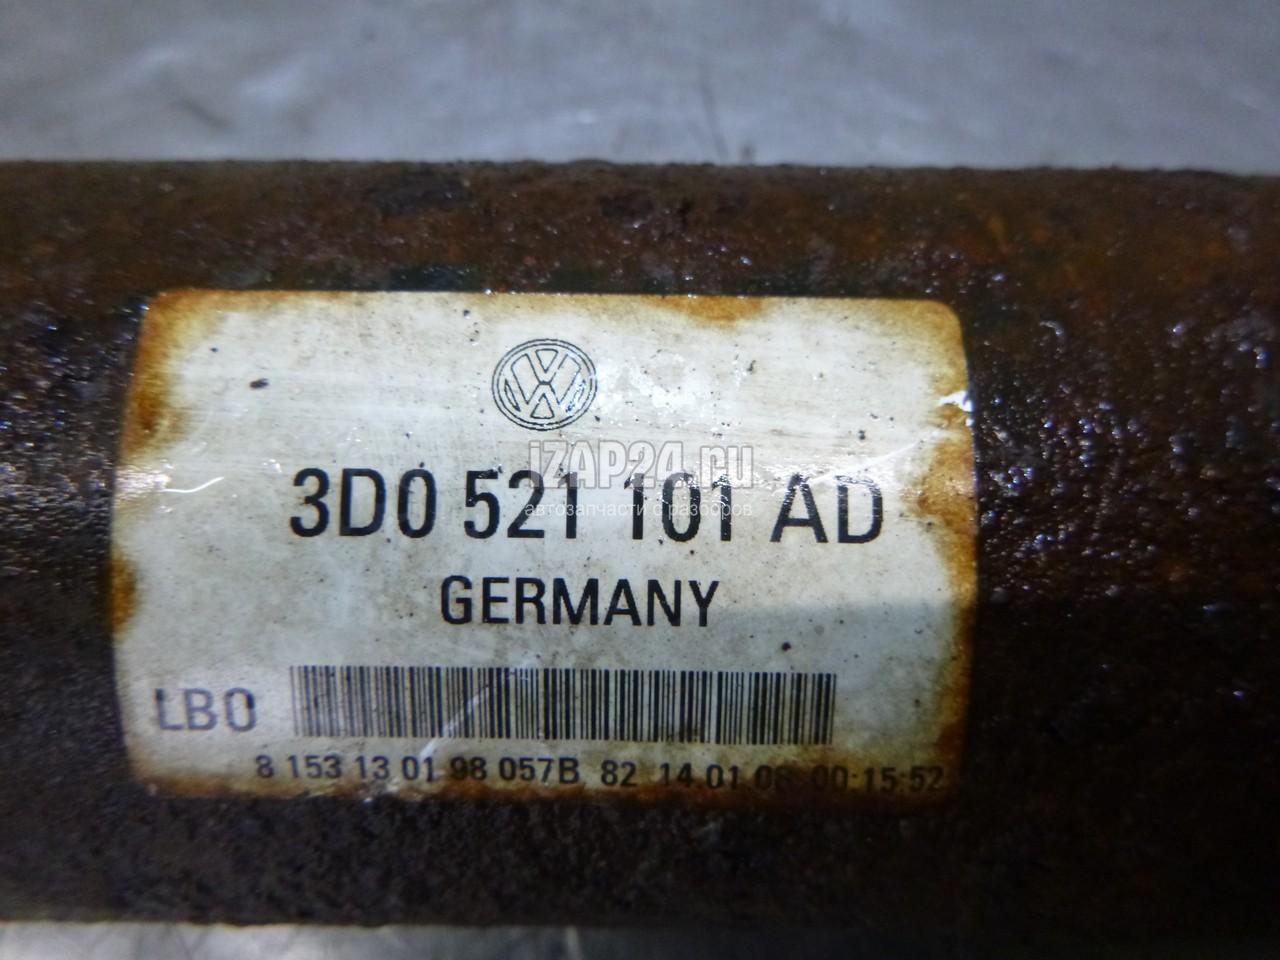 iZAP24.ru
3D0 521 101 AD
автозапчасти с разборов
GERMANY
LB0
8 153 13 01 98 057B 82 14.01.08 00:15:52